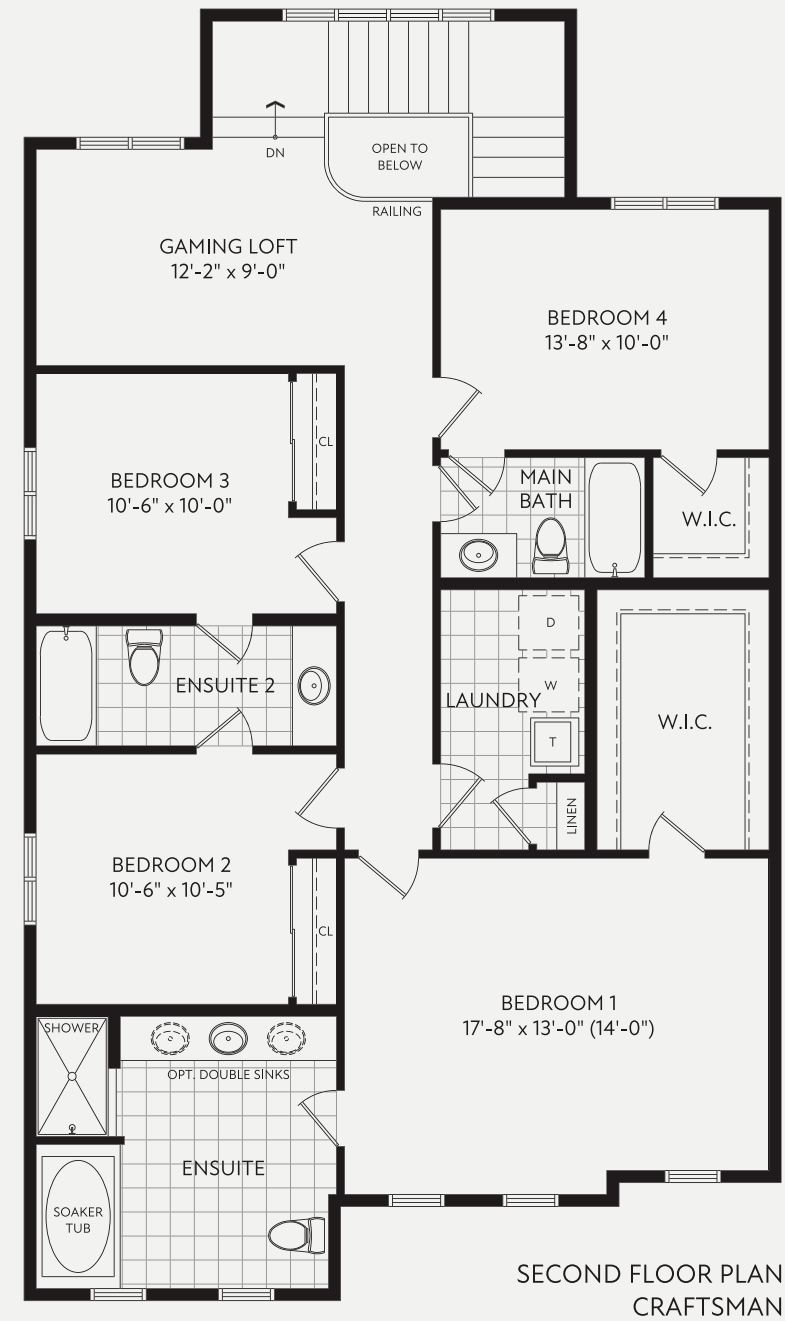 DN
OPEN TO
BELOW
RAILING
GAMING LOFT
12'-2" x 9'-0"
BEDROOM 4
13'-8" x 10'-0"
CL
BEDROOM 3
10'-6" x 10'-0"
MAIN
BATH
W.I.C.
D
W
LAUNDRY
T
LINEN
ENSUITE 2
W.I.C.
BEDROOM 2
10'-6" x 10'-5"
CL
BEDROOM 1
17'-8" x 13'-0" (14'-0")
SHOWER
OPT. DOUBLE SINKS
ENSUITE
SOAKER
TUB
SECOND FLOOR PLAN
CRAFTSMAN